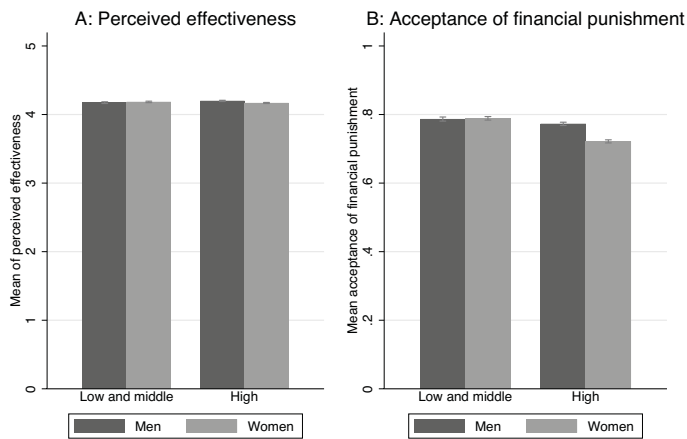 A: Perceived effectiveness
Mean of perceived effectiveness
5
4
3
2
1
0
Low and middle
High
Men
Women
B: Acceptance of financial punishment
Mean acceptance of financial punishment
1
.8
.6
.4
.2
0
Low and middle
High
Men
Women